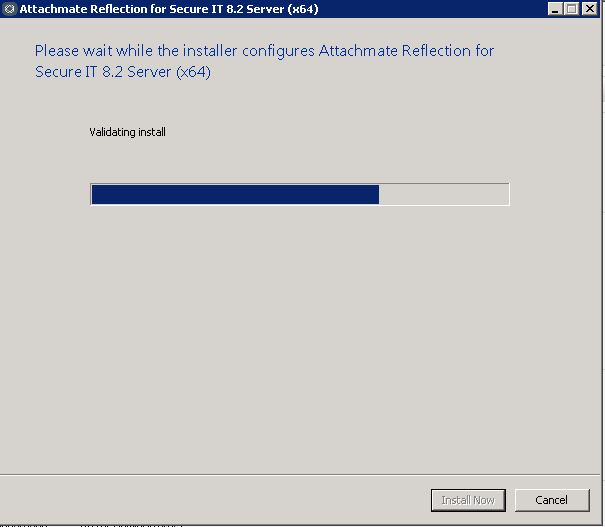 Attachmate Reflection for Secure IT 8.2 Server (x64)
Please wait while the installer configures Attachmate Reflection for
Secure IT 8.2 Server (x64)
Validating install
Install Now
Cancel